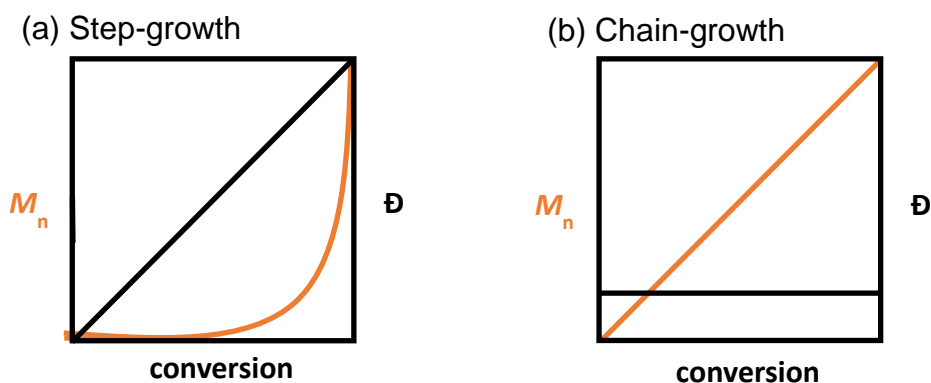 (a) Step-growth
(b) Chain-growth
Mn
Đ
Mn
Đ
conversion
conversion